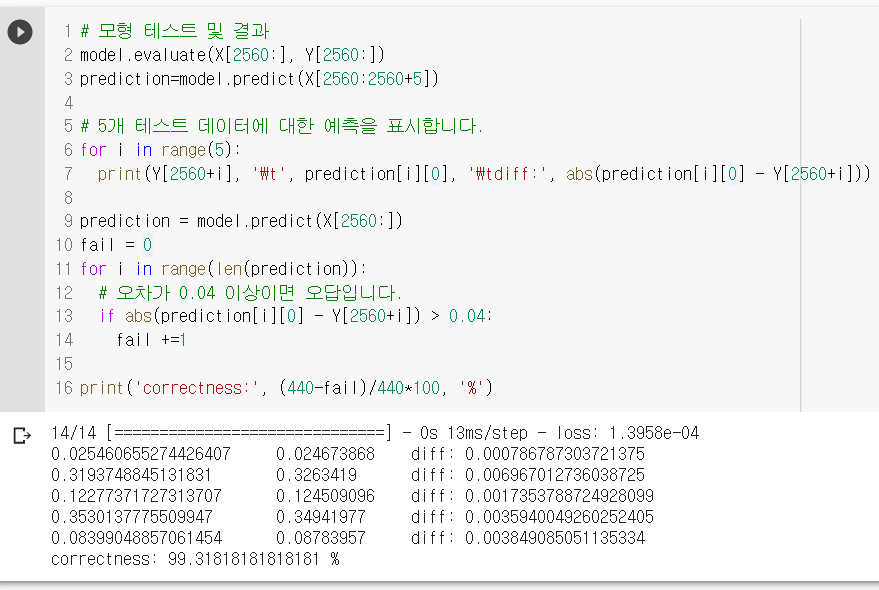 1 # 모형 테스트 및 결과
2 model.evaluate(X[2560:], Y[2560:])
3 prediction=model.predict(X[2560:2560+5])
4
5 # 5개 테스트 데이터에 대한 예측을 표시합니다.
6 for i in range(5):
7   print(Y[2560+i], '₩t', prediction[i][0], '₩tdiff:', abs(prediction[i][0] - Y[2560+i]))
8
9 prediction = model.predict(X[2560:])
10 fail = 0
11 for i in range(len(prediction)):
12   # 오차가 0.04 이상이면 오답입니다.
13   if abs(prediction[i][0] - Y[2560+i]) > 0.04:
14     fail +=1
15
16 print('correctness:', (440-fail)/440*100, '%')
14/14 [==============================] - 0s 13ms/step - loss: 1.3958e-04
0.025460655274426407 0.024673868 diff: 0.000786787303721375
0.3193748845131831 0.3263419 diff: 0.006967012736038725
0.12277371727313707 0.124509096 diff: 0.0017353788724928099
0.3530137775509947 0.34941977 diff: 0.0035940049260252405
0.08399048857061454 0.08783957 diff: 0.003849085051135334
correctness: 99.31818181818181 %